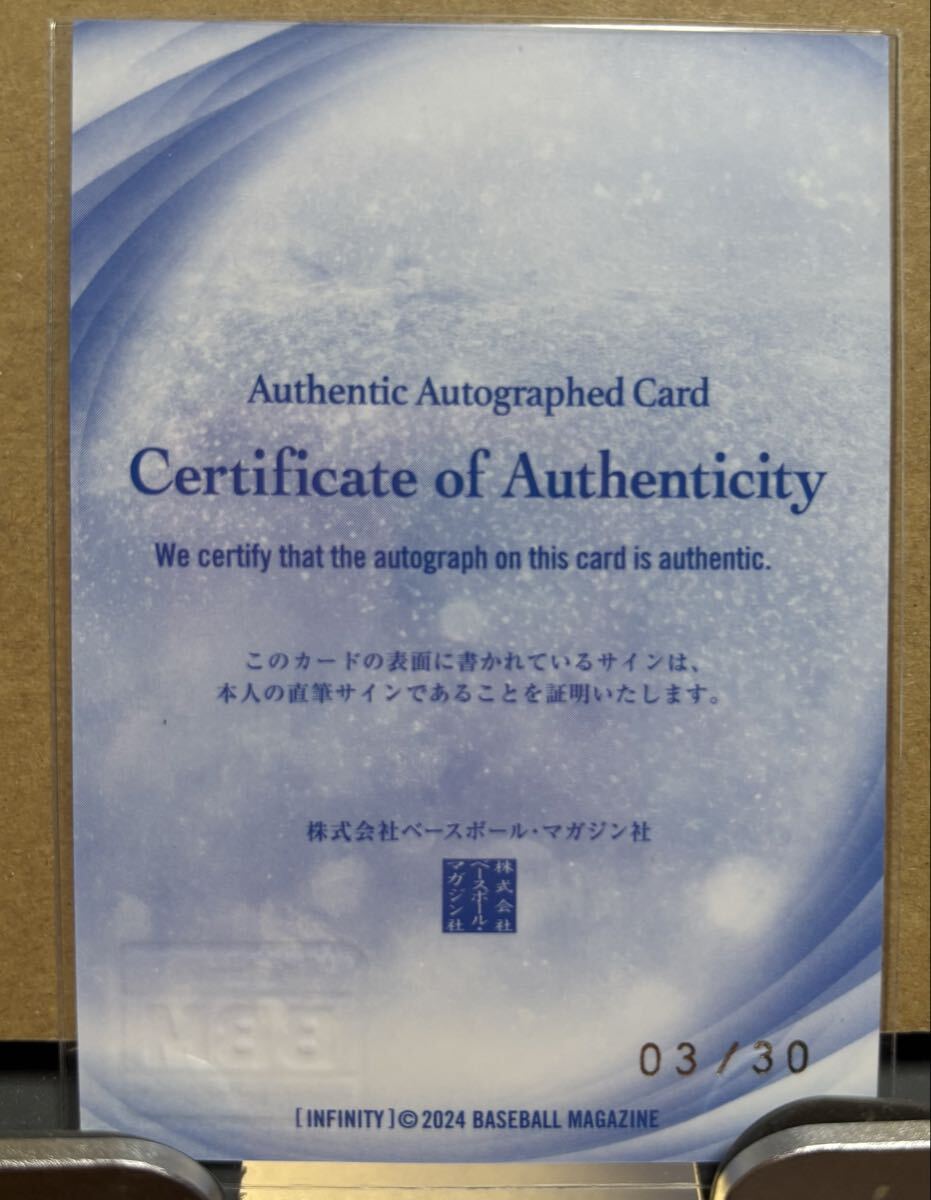 Authentic Autographed Card
Certificate of Authenticity
We certify that the autograph on this card is authentic.
このカードの表面に書かれているサインは、
本人の直筆サインであることを証明いたします。
株式会社ベースボール・マガジン社
株式会社
ベースボール・
マガジン社
BBM
03/30
[INFINITY]©2024 BASEBALL MAGAZINE